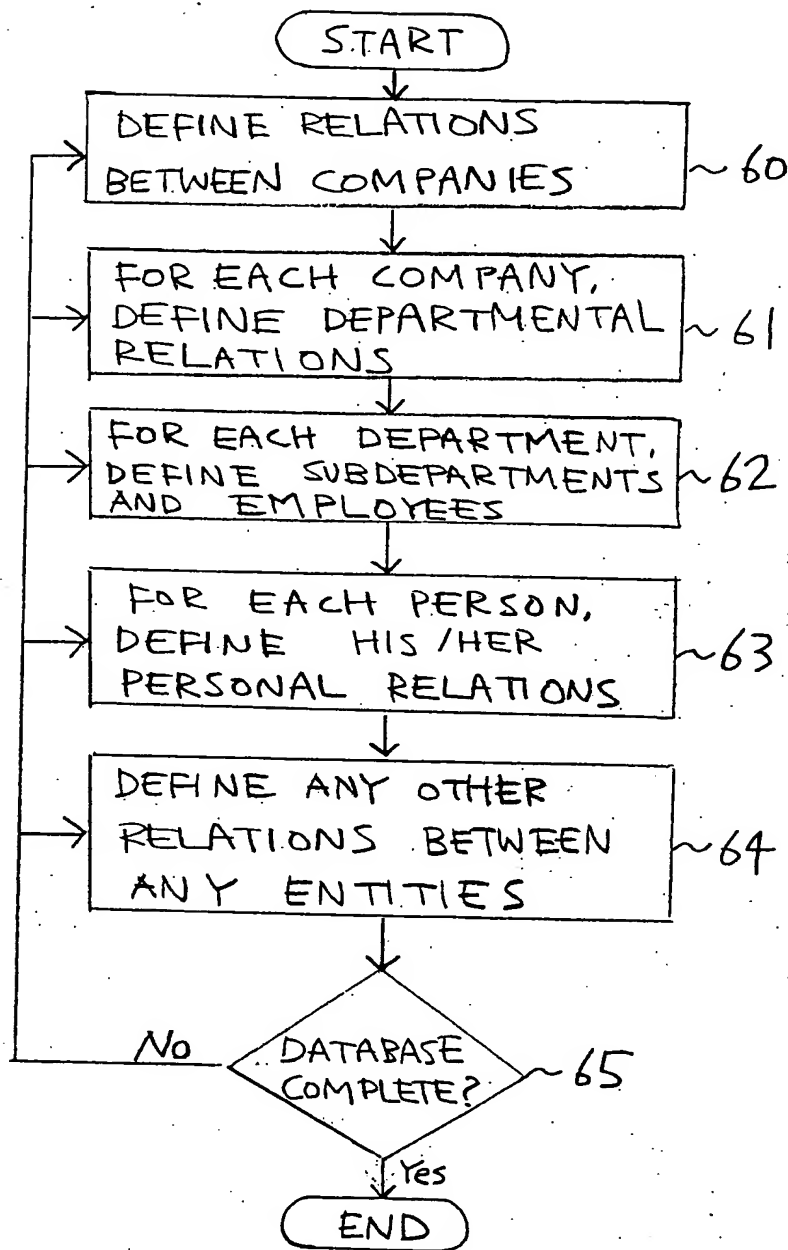 START
DEFINE RELATIONS
BETWEEN COMPANIES
~60
FOR EACH COMPANY,
DEFINE DEPARTMENTAL
RELATIONS
~61
FOR EACH DEPARTMENT,
DEFINE SUBDEPARTMENTS
AND EMPLOYEES
~62
FOR EACH PERSON,
DEFINE HIS/HER
PERSONAL RELATIONS
~63
DEFINE ANY OTHER
RELATIONS BETWEEN
ANY ENTITIES
~64
No
DATABASE
COMPLETE?
~65
Yes
END